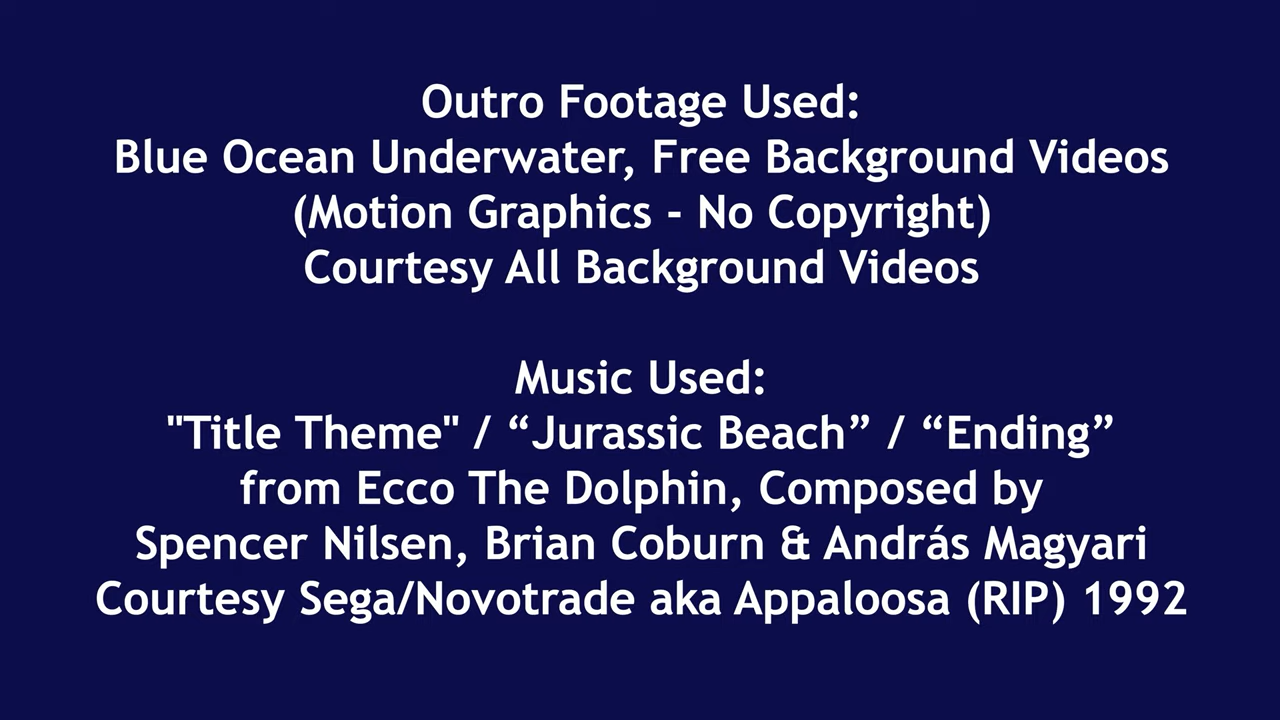 Outro Footage Used:
Blue Ocean Underwater, Free Background Videos
(Motion Graphics - No Copyright)
Courtesy All Background Videos
Music Used:
"Title Theme" / “Jurassic Beach” / “Ending”
from Ecco The Dolphin, Composed by
Spencer Nilsen, Brian Coburn & András Magyari
Courtesy Sega/Novotrade aka Appaloosa (RIP) 1992